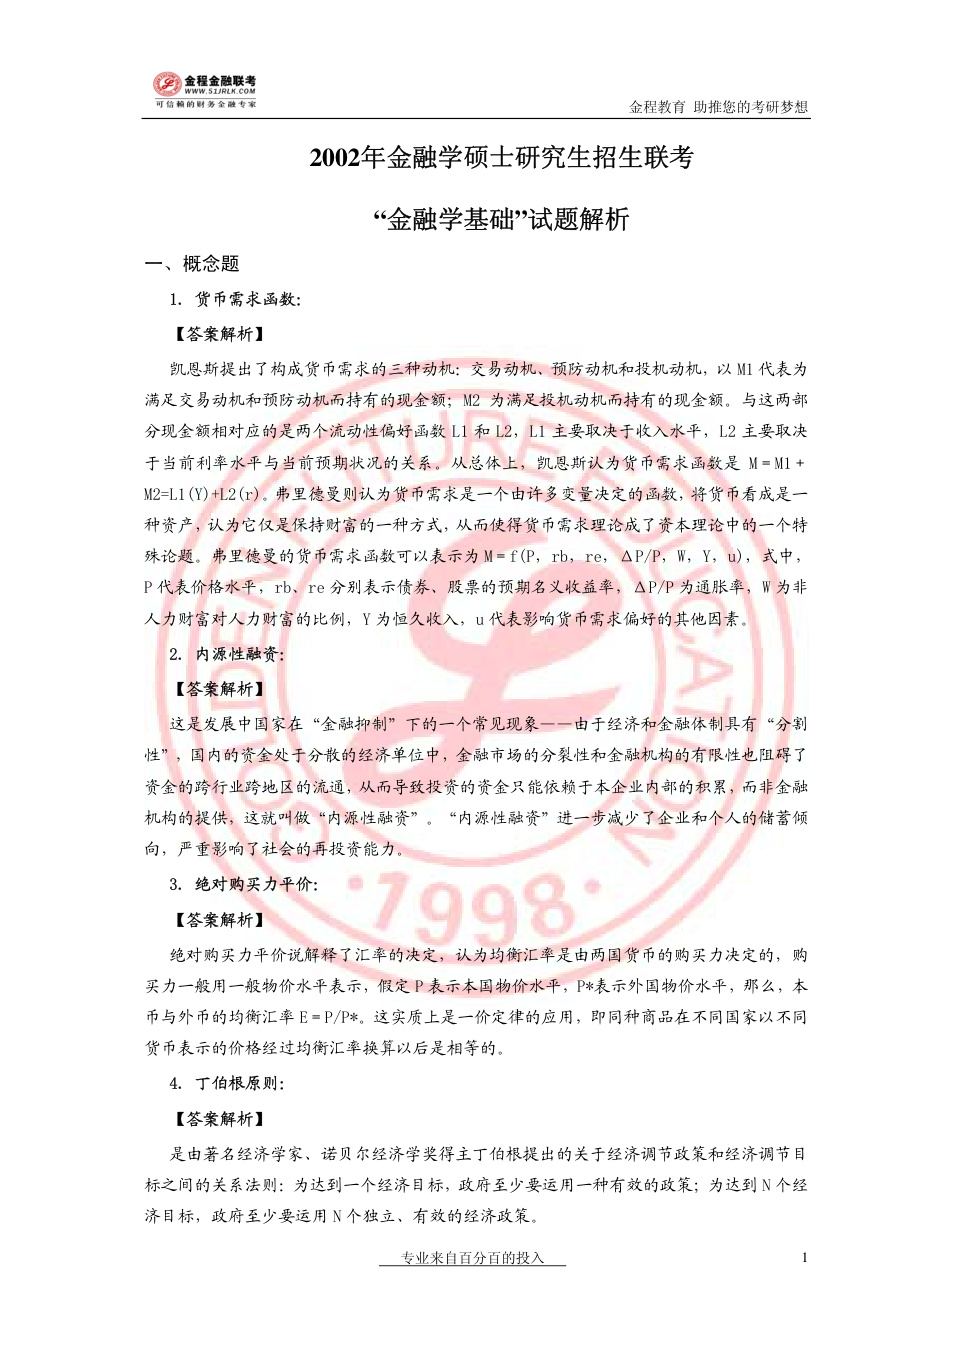 金程金融联考
WWW.51JRLK.COM
可信赖的财务金融专家
金程教育 助推您的考研梦想
2002年金融学硕士研究生招生联考
“金融学基础”试题解析
一、概念题
1. 货币需求函数：
【答案解析】
凯恩斯提出了构成货币需求的三种动机：交易动机、预防动机和投机动机，以 M1 代表为
满足交易动机和预防动机而持有的现金额；M2 为满足投机动机而持有的现金额。与这两部
分现金额相对应的是两个流动性偏好函数 L1 和 L2，L1 主要取决于收入水平，L2 主要取决
于当前利率水平与当前预期状况的关系。从总体上，凯恩斯认为货币需求函数是 M＝M1＋
M2=L1(Y)+L2(r)。弗里德曼则认为货币需求是一个由许多变量决定的函数，将货币看成是一
种资产，认为它仅是保持财富的一种方式，从而使得货币需求理论成了资本理论中的一个特
殊论题。弗里德曼的货币需求函数可以表示为 M＝f(P，rb，re，ΔP/P，W，Y，u)，式中，
P 代表价格水平，rb、re 分别表示债券、股票的预期名义收益率，ΔP/P 为通胀率，W 为非
人力财富对人力财富的比例，Y 为恒久收入，u 代表影响货币需求偏好的其他因素。
2. 内源性融资：
【答案解析】
这是发展中国家在“金融抑制”下的一个常见现象——由于经济和金融体制具有“分割
性”，国内的资金处于分散的经济单位中，金融市场的分裂性和金融机构的有限性也阻碍了
资金的跨行业跨地区的流通，从而导致投资的资金只能依赖于本企业内部的积累，而非金融
机构的提供，这就叫做“内源性融资”。“内源性融资”进一步减少了企业和个人的储蓄倾
向，严重影响了社会的再投资能力。
3. 绝对购买力平价：
【答案解析】
绝对购买力平价说解释了汇率的决定，认为均衡汇率是由两国货币的购买力决定的，购
买力一般用一般物价水平表示，假定 P 表示本国物价水平，P*表示外国物价水平，那么，本
币与外币的均衡汇率 E＝P/P*。这实质上是一价定律的应用，即同种商品在不同国家以不同
货币表示的价格经过均衡汇率换算以后是相等的。
4. 丁伯根原则：
【答案解析】
是由著名经济学家、诺贝尔经济学奖得主丁伯根提出的关于经济调节政策和经济调节目
标之间的关系法则：为达到一个经济目标，政府至少要运用一种有效的政策；为达到 N 个经
济目标，政府至少要运用 N 个独立、有效的经济政策。
专业来自百分百的投入
1
GOLDEN FUTURE EDUCATION
1998